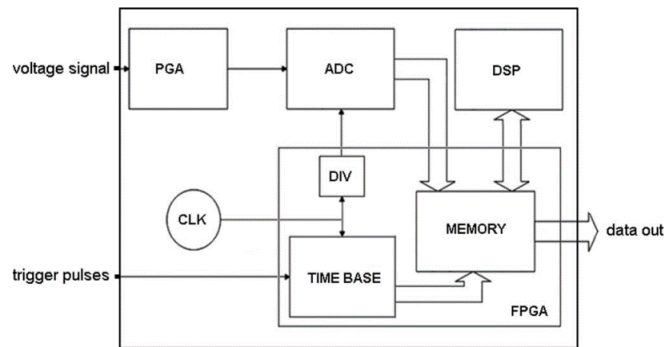 voltage signal
PGA
ADC
DSP
DIV
CLK
MEMORY
data out
trigger pulses
TIME BASE
FPGA